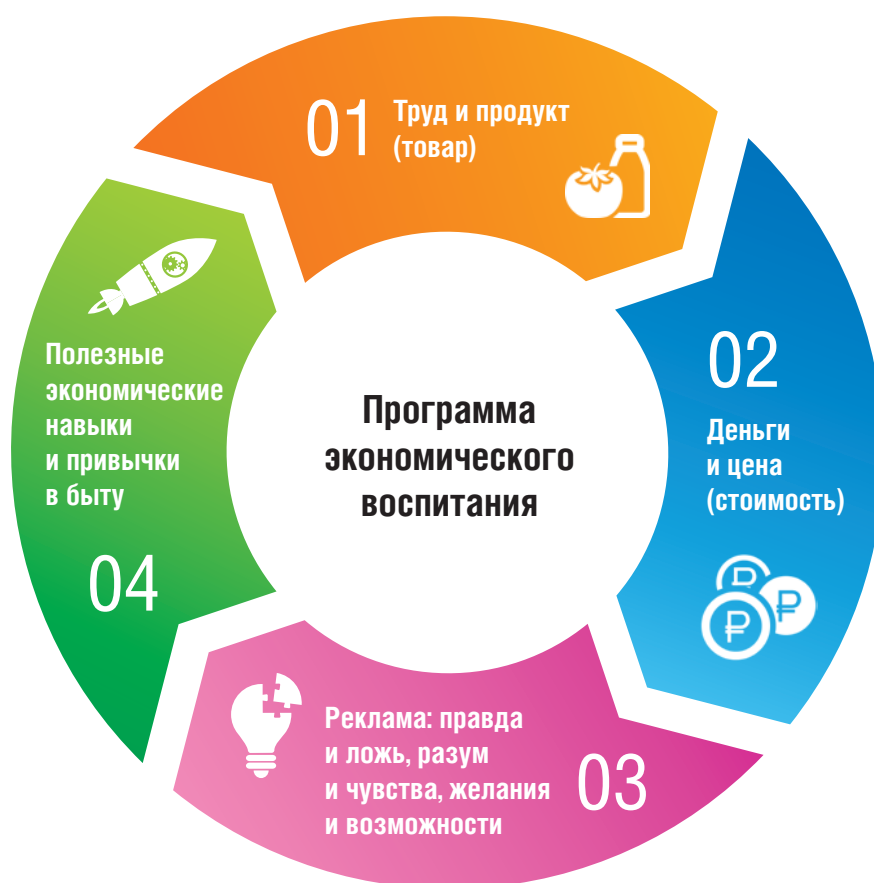 01
Труд и продукт
(товар)
02
Деньги
и цена
(стоимость)
₽
₽
₽
Реклама: правда
и ложь, разум
и чувства, желания
и возможности
03
Полезные
экономические
навыки
и привычки
в быту
04
Программа
экономического
воспитания